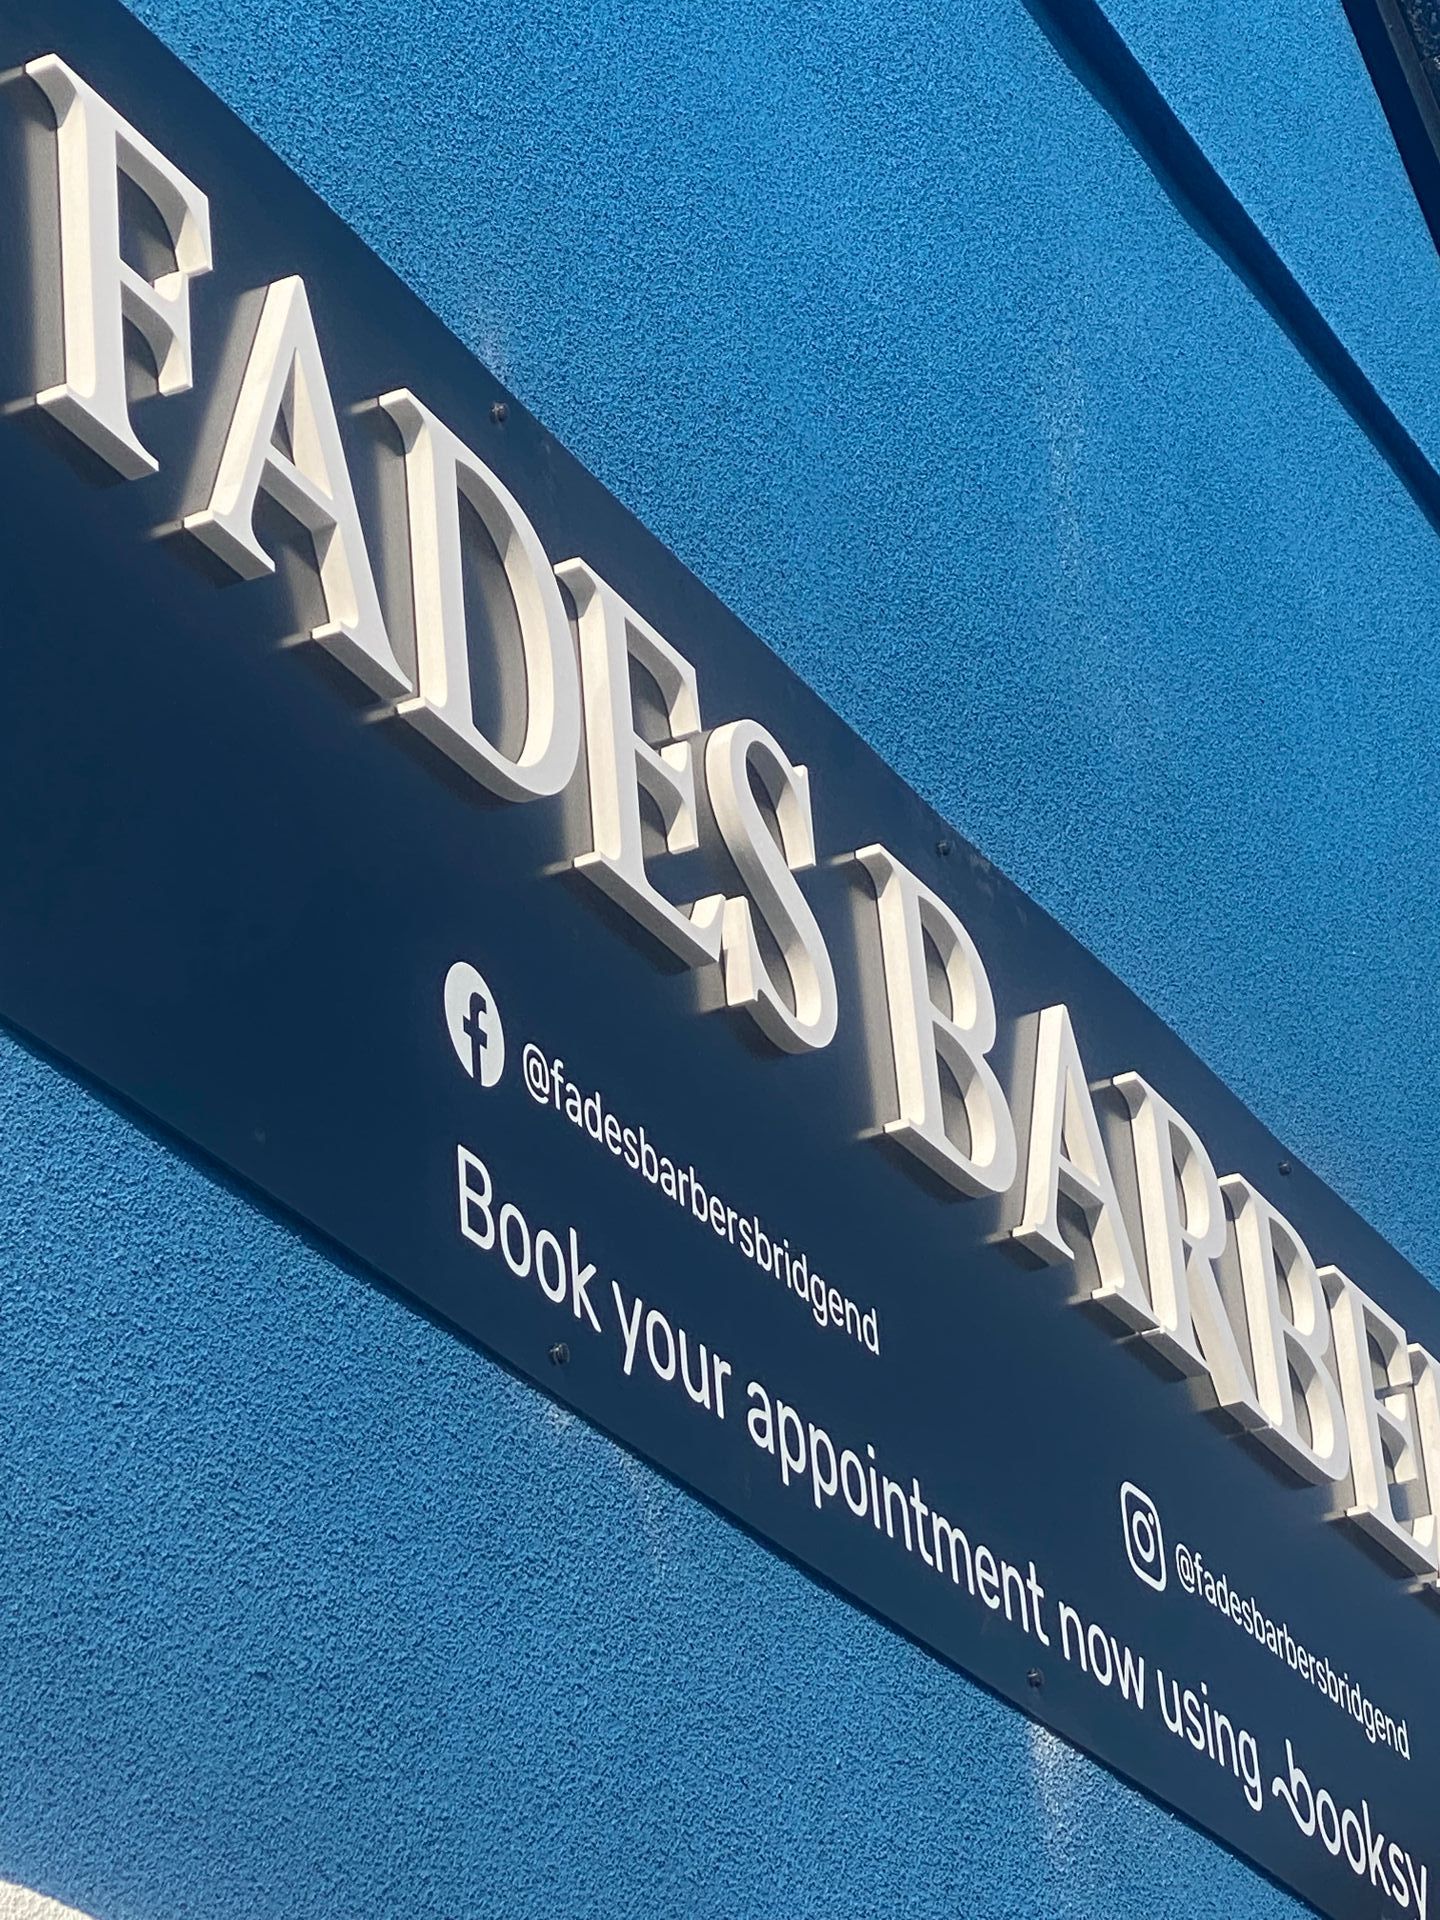 FADES BARBE
@fadesbarbersbridgend
@fadesbarbersbridgend
Book your appointment now using booksy